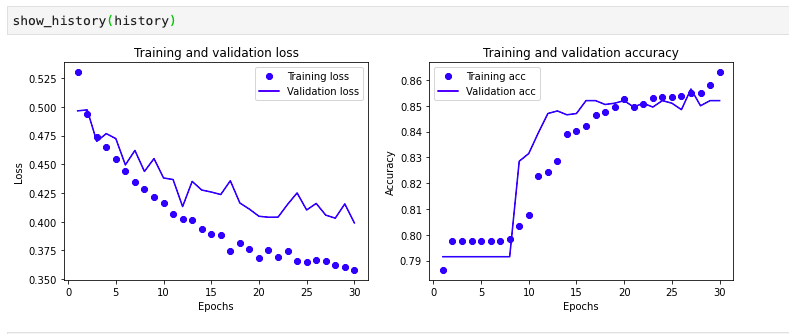 show_history(history)
Training and validation loss
Training loss
Validation loss
0.525
0.500
0.475
0.450
0.425
0.400
0.375
0.350
Loss
0 5 10 15 20 25 30
Epochs
Training and validation accuracy
Training acc
Validation acc
0.86
0.85
0.84
0.83
0.82
0.81
0.80
0.79
Accuracy
0 5 10 15 20 25 30
Epochs